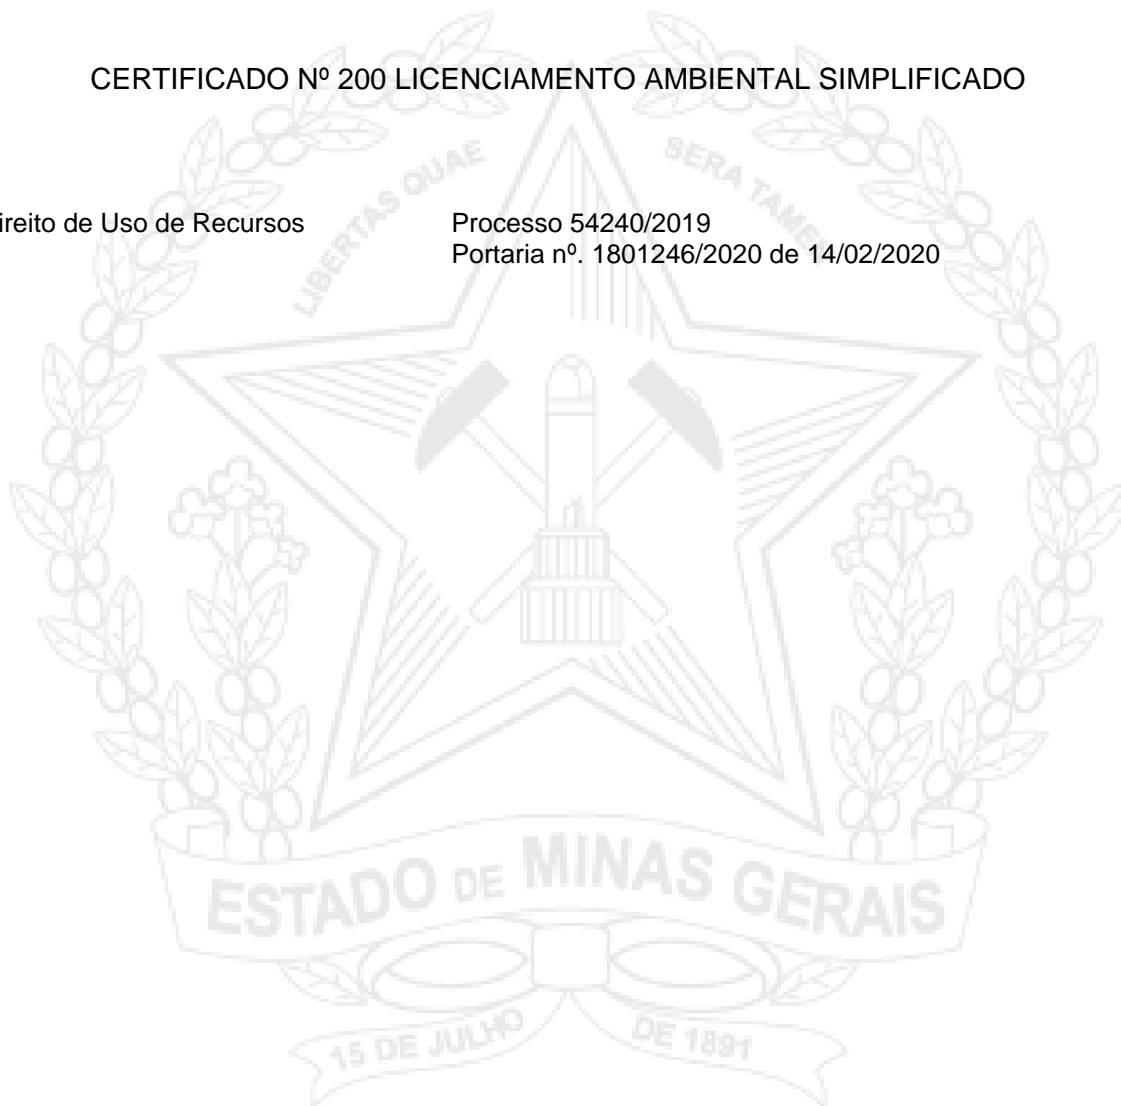 CERTIFICADO Nº 200 LICENCIAMENTO AMBIENTAL SIMPLIFICADO
LIBERTAS QUAE SERA TAMEN
ireito de Uso de Recursos Processo 54240/2019
Portaria nº. 1801246/2020 de 14/02/2020
ESTADO DE MINAS GERAIS
15 DE JULHO DE 1891